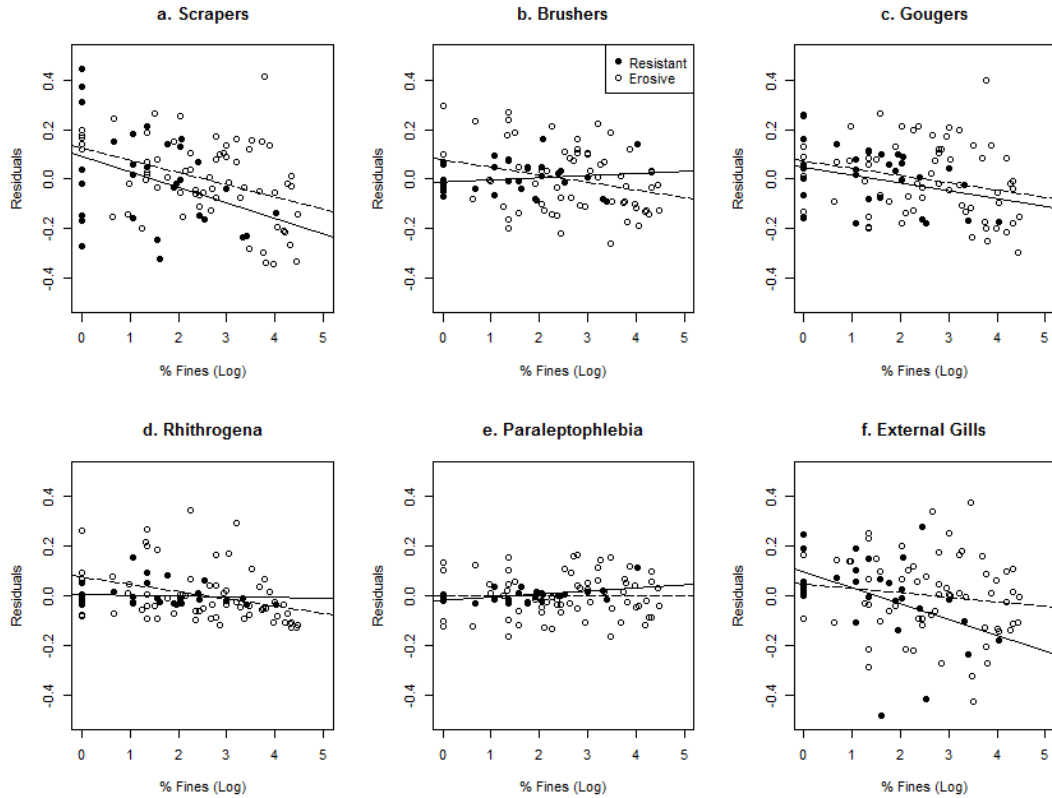 a. Scrapers
b. Brushers
c. Gougers
Residuals
0.4
0.2
0.0
-0.2
-0.4
0 1 2 3 4 5
% Fines (Log)
Residuals
0.4
0.2
0.0
-0.2
-0.4
Resistant
Erosive
0 1 2 3 4 5
% Fines (Log)
Residuals
0.4
0.2
0.0
-0.2
-0.4
0 1 2 3 4 5
% Fines (Log)
d. Rhithrogena
e. Paraleptophlebia
f. External Gills
Residuals
0.4
0.2
0.0
-0.2
-0.4
0 1 2 3 4 5
% Fines (Log)
Residuals
0.4
0.2
0.0
-0.2
-0.4
0 1 2 3 4 5
% Fines (Log)
Residuals
0.4
0.2
0.0
-0.2
-0.4
0 1 2 3 4 5
% Fines (Log)